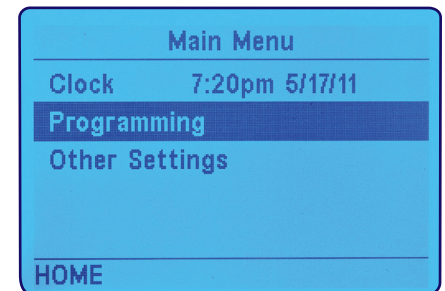 Main Menu
Clock 7:20pm 5/17/11
Programming
Other Settings
HOME